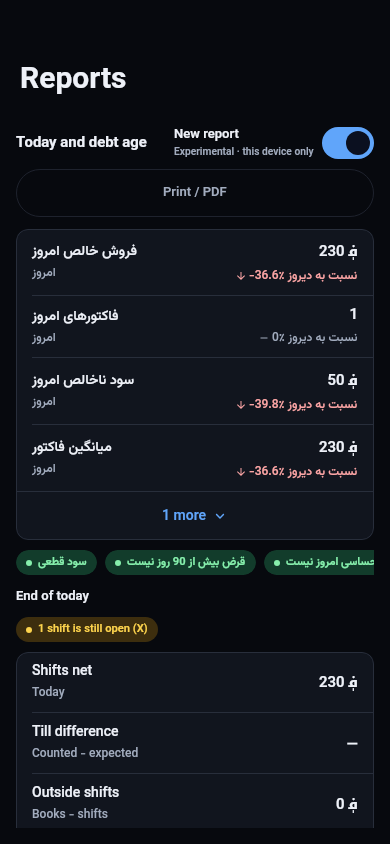 Reports
Today and debt age
New report
Experimental · this device only
Print / PDF
فروش خالص امروز
؋ 230
امروز
نسبت به دیروز ‎-36.6٪ ↓
فاکتورهای امروز
1
امروز
نسبت به دیروز 0٪ –
سود ناخالص امروز
؋ 50
امروز
نسبت به دیروز ‎-39.8٪ ↓
میانگین فاکتور
؋ 230
امروز
نسبت به دیروز ‎-36.6٪ ↓
1 more
سود قطعی
قرض بیش از 90 روز نیست
امروز نیست
End of today
1 shift is still open (X)
Shifts net
230 ؋
Today
Till difference
—
Counted - expected
Outside shifts
0 ؋
Books - shifts